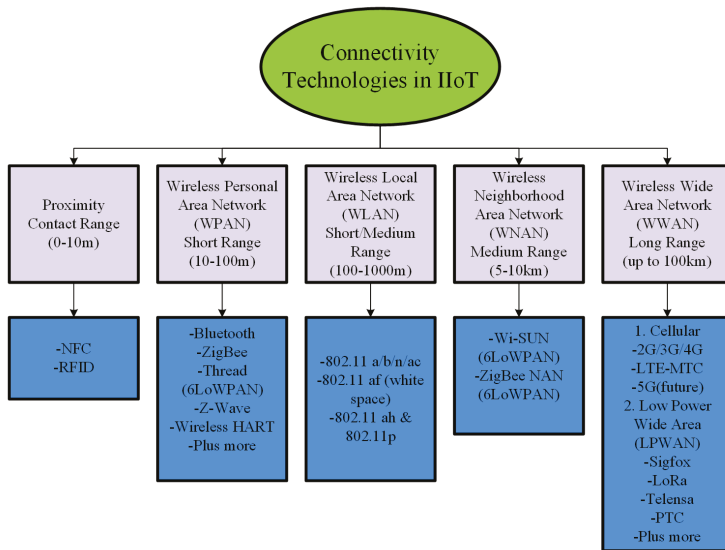 Connectivity
Technologies in IIoT
Proximity
Contact Range
(0-10m)
Wireless Personal
Area Network
(WPAN)
Short Range
(10-100m)
Wireless Local
Area Network
(WLAN)
Short/Medium
Range
(100-1000m)
Wireless
Neighborhood
Area Network
(WNAN)
Medium Range
(5-10km)
Wireless Wide
Area Network
(WWAN)
Long Range
(up to 100km)
-NFC
-RFID
-Bluetooth
-ZigBee
-Thread
(6LoWPAN)
-Z-Wave
-Wireless HART
-Plus more
-802.11 a/b/n/ac
-802.11 af (white
space)
-802.11 ah &
802.11p
-Wi-SUN
(6LoWPAN)
-ZigBee NAN
(6LoWPAN)
1. Cellular
-2G/3G/4G
-LTE-MTC
-5G(future)
2. Low Power
Wide Area
(LPWAN)
-Sigfox
-LoRa
-Telensa
-PTC
-Plus more